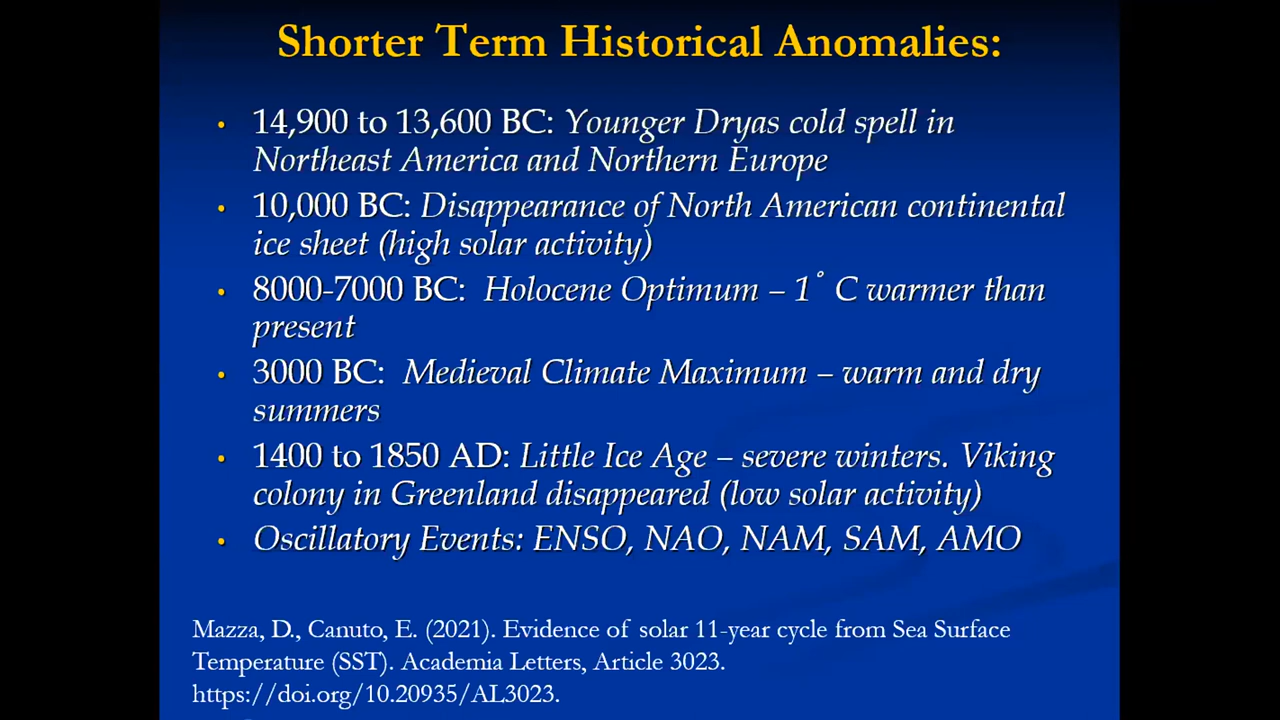 Shorter Term Historical Anomalies:
• 14,900 to 13,600 BC: Younger Dryas cold spell in
Northeast America and Northern Europe
• 10,000 BC: Disappearance of North American continental
ice sheet (high solar activity)
• 8000-7000 BC: Holocene Optimum – 1˚ C warmer than
present
• 3000 BC: Medieval Climate Maximum – warm and dry
summers
• 1400 to 1850 AD: Little Ice Age – severe winters. Viking
colony in Greenland disappeared (low solar activity)
• Oscillatory Events: ENSO, NAO, NAM, SAM, AMO
Mazza, D., Canuto, E. (2021). Evidence of solar 11-year cycle from Sea Surface
Temperature (SST). Academia Letters, Article 3023.
https://doi.org/10.20935/AL3023.